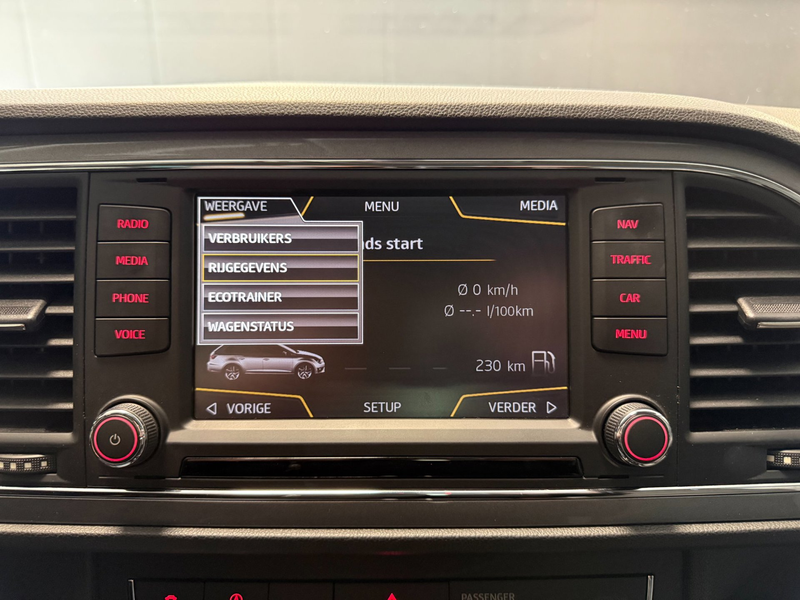 WEERGAVE
MENU
MEDIA
VERBRUIKERS
RIJGEGEVENS
ECOTRAINER
WAGENSTATUS
ds start
Ø 0 km/h
Ø --.- l/100km
230 km
VORIGE
SETUP
VERDER
RADIO
MEDIA
PHONE
VOICE
NAV
TRAFFIC
CAR
MENU
PASSENGER